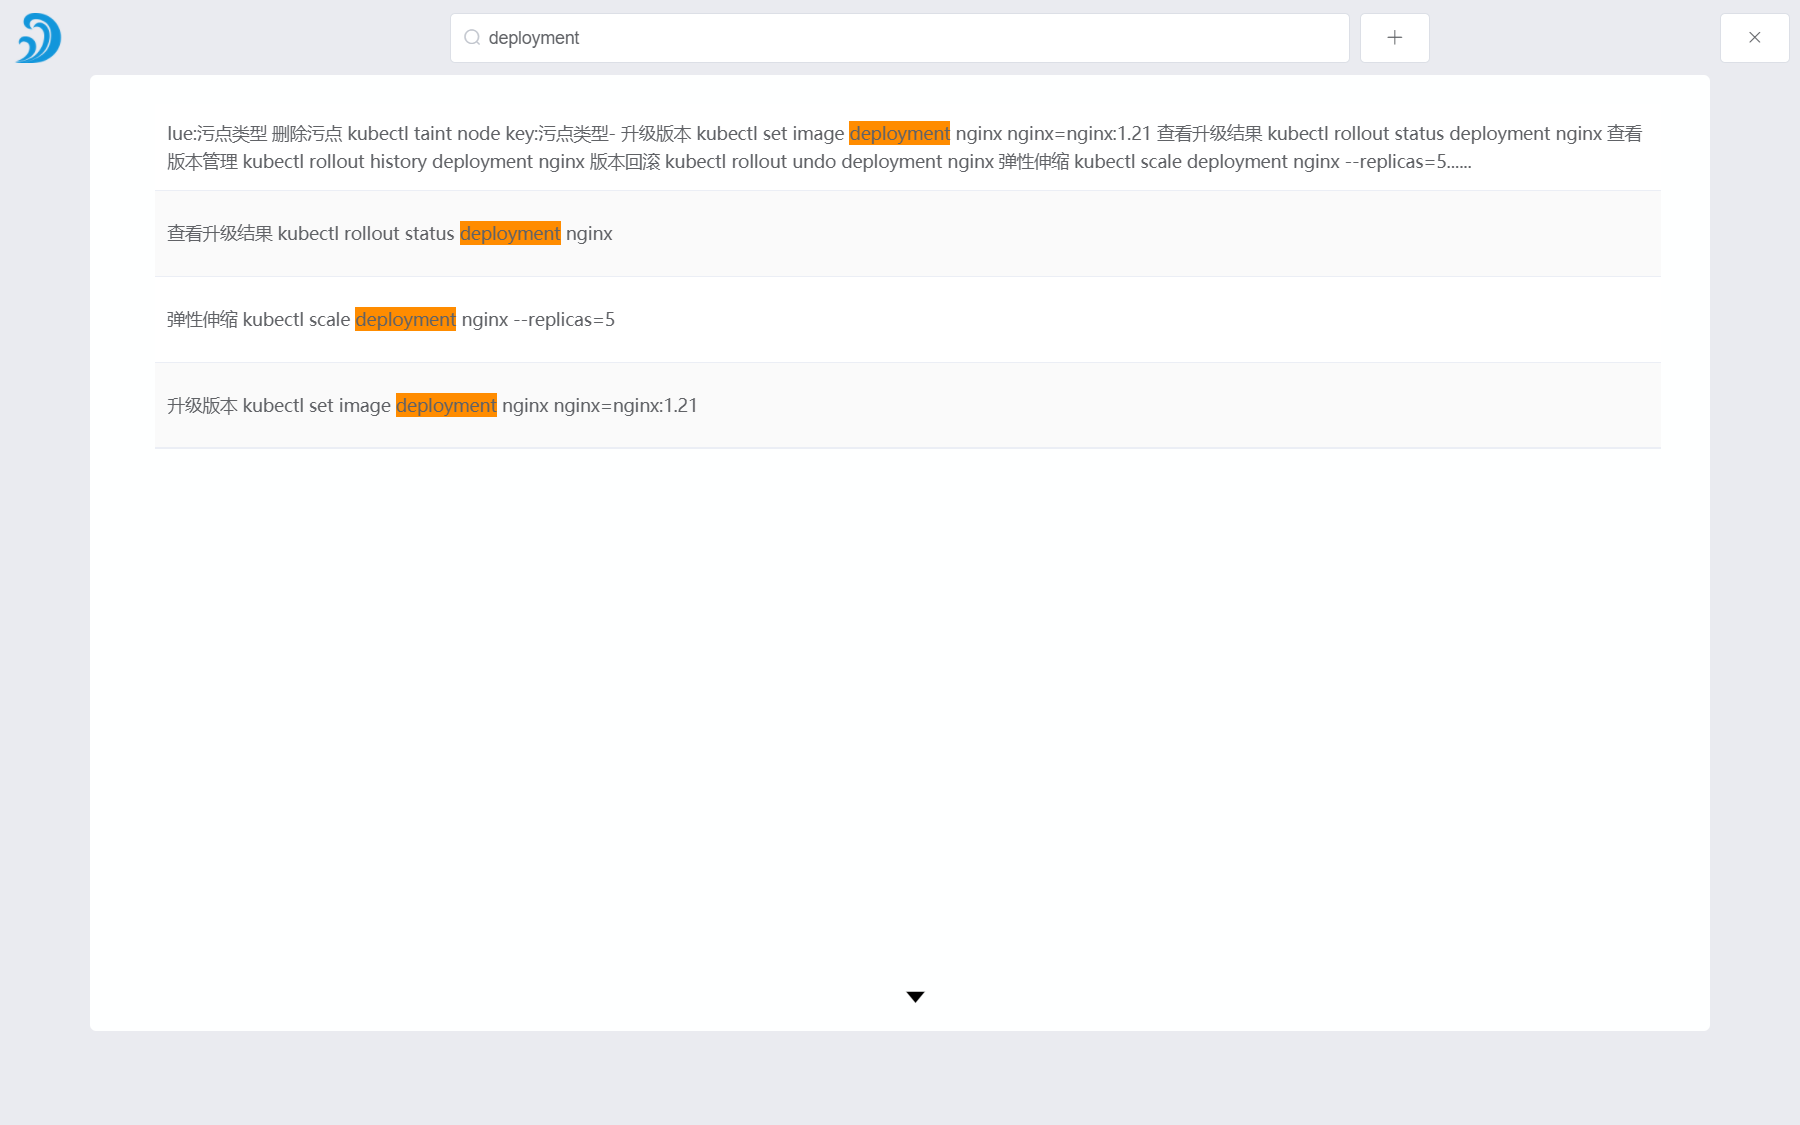 deployment
lue:污点类型 删除污点 kubectl taint node key:污点类型- 升级版本 kubectl set image deployment nginx nginx=nginx:1.21 查看升级结果 kubectl rollout status deployment nginx 查看
版本管理 kubectl rollout history deployment nginx 版本回滚 kubectl rollout undo deployment nginx 弹性伸缩 kubectl scale deployment nginx --replicas=5......
查看升级结果 kubectl rollout status deployment nginx
弹性伸缩 kubectl scale deployment nginx --replicas=5
升级版本 kubectl set image deployment nginx nginx=nginx:1.21